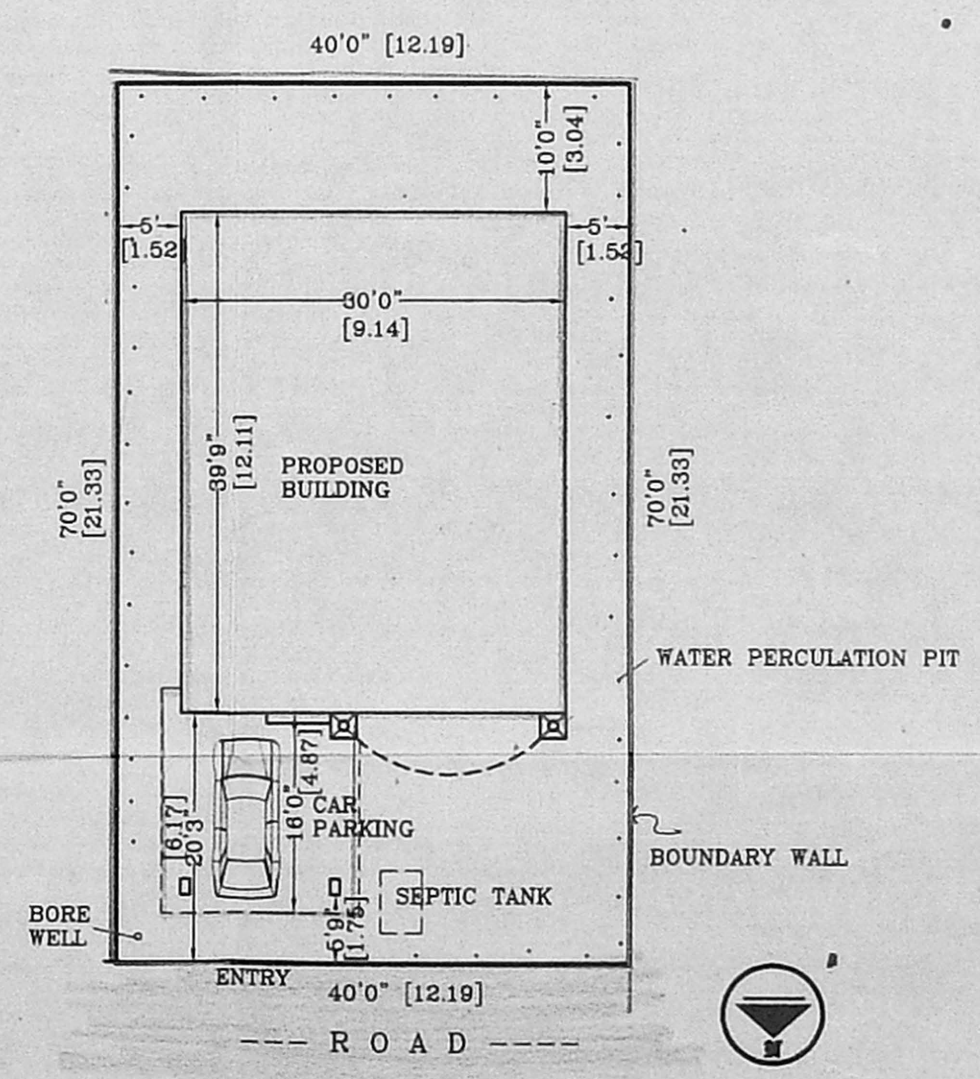 40'0" [12.19]
10'0"
[3.04]
5'
[1.52
5'
[1.52]
30'0"
[9.14]
39'9"
[12.11]
PROPOSED
BUILDING
70'0"
[21.33]
70'0"
[21.33]
WATER PERCULATION PIT
[4.87]
16'0"
CAR
PARKING
[6.17]
20'3"
BOUNDARY WALL
SEPTIC TANK
BORE
WELL
[1.75]
ENTRY
40'0" [12.19]
--- R O A D ----
N